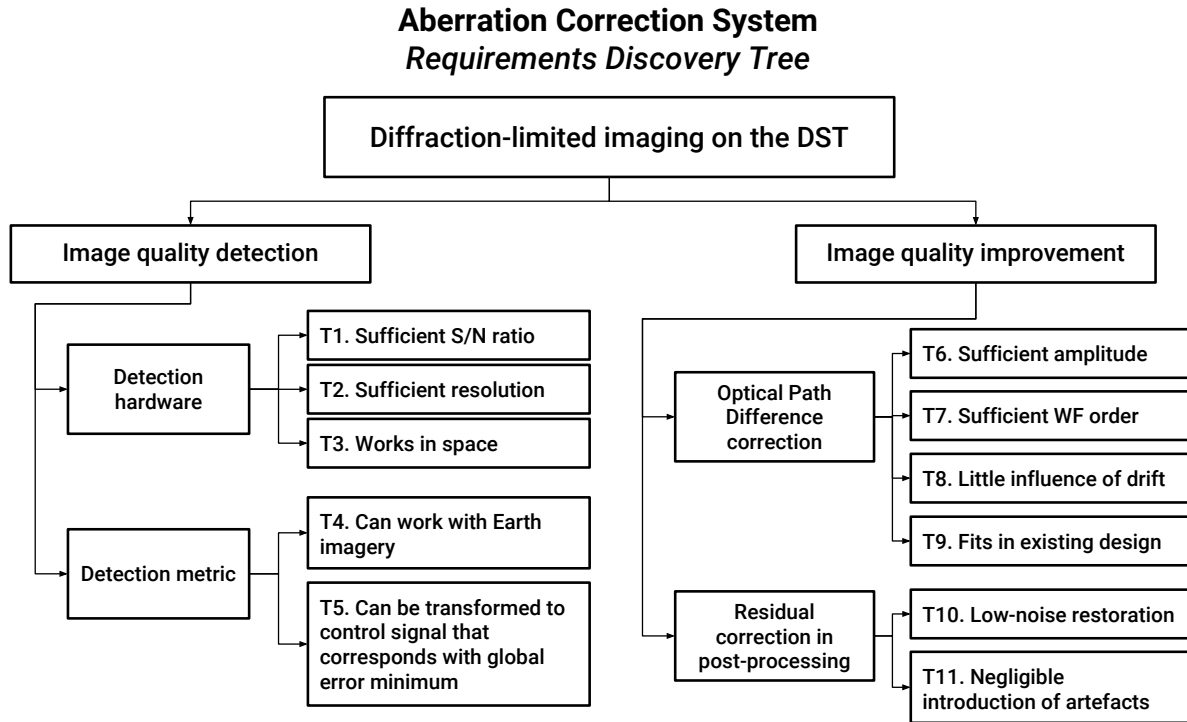 Aberration Correction System
Requirements Discovery Tree
Diffraction-limited imaging on the DST
Image quality detection
Detection
hardware
T1. Sufficient S/N ratio
T2. Sufficient resolution
T3. Works in space
Detection metric
T4. Can work with Earth
imagery
T5. Can be transformed to
control signal that
corresponds with global
error minimum
Image quality improvement
Optical Path
Difference
correction
T6. Sufficient amplitude
T7. Sufficient WF order
T8. Little influence of drift
T9. Fits in existing design
Residual
correction in
post-processing
T10. Low-noise restoration
T11. Negligible
introduction of artefacts